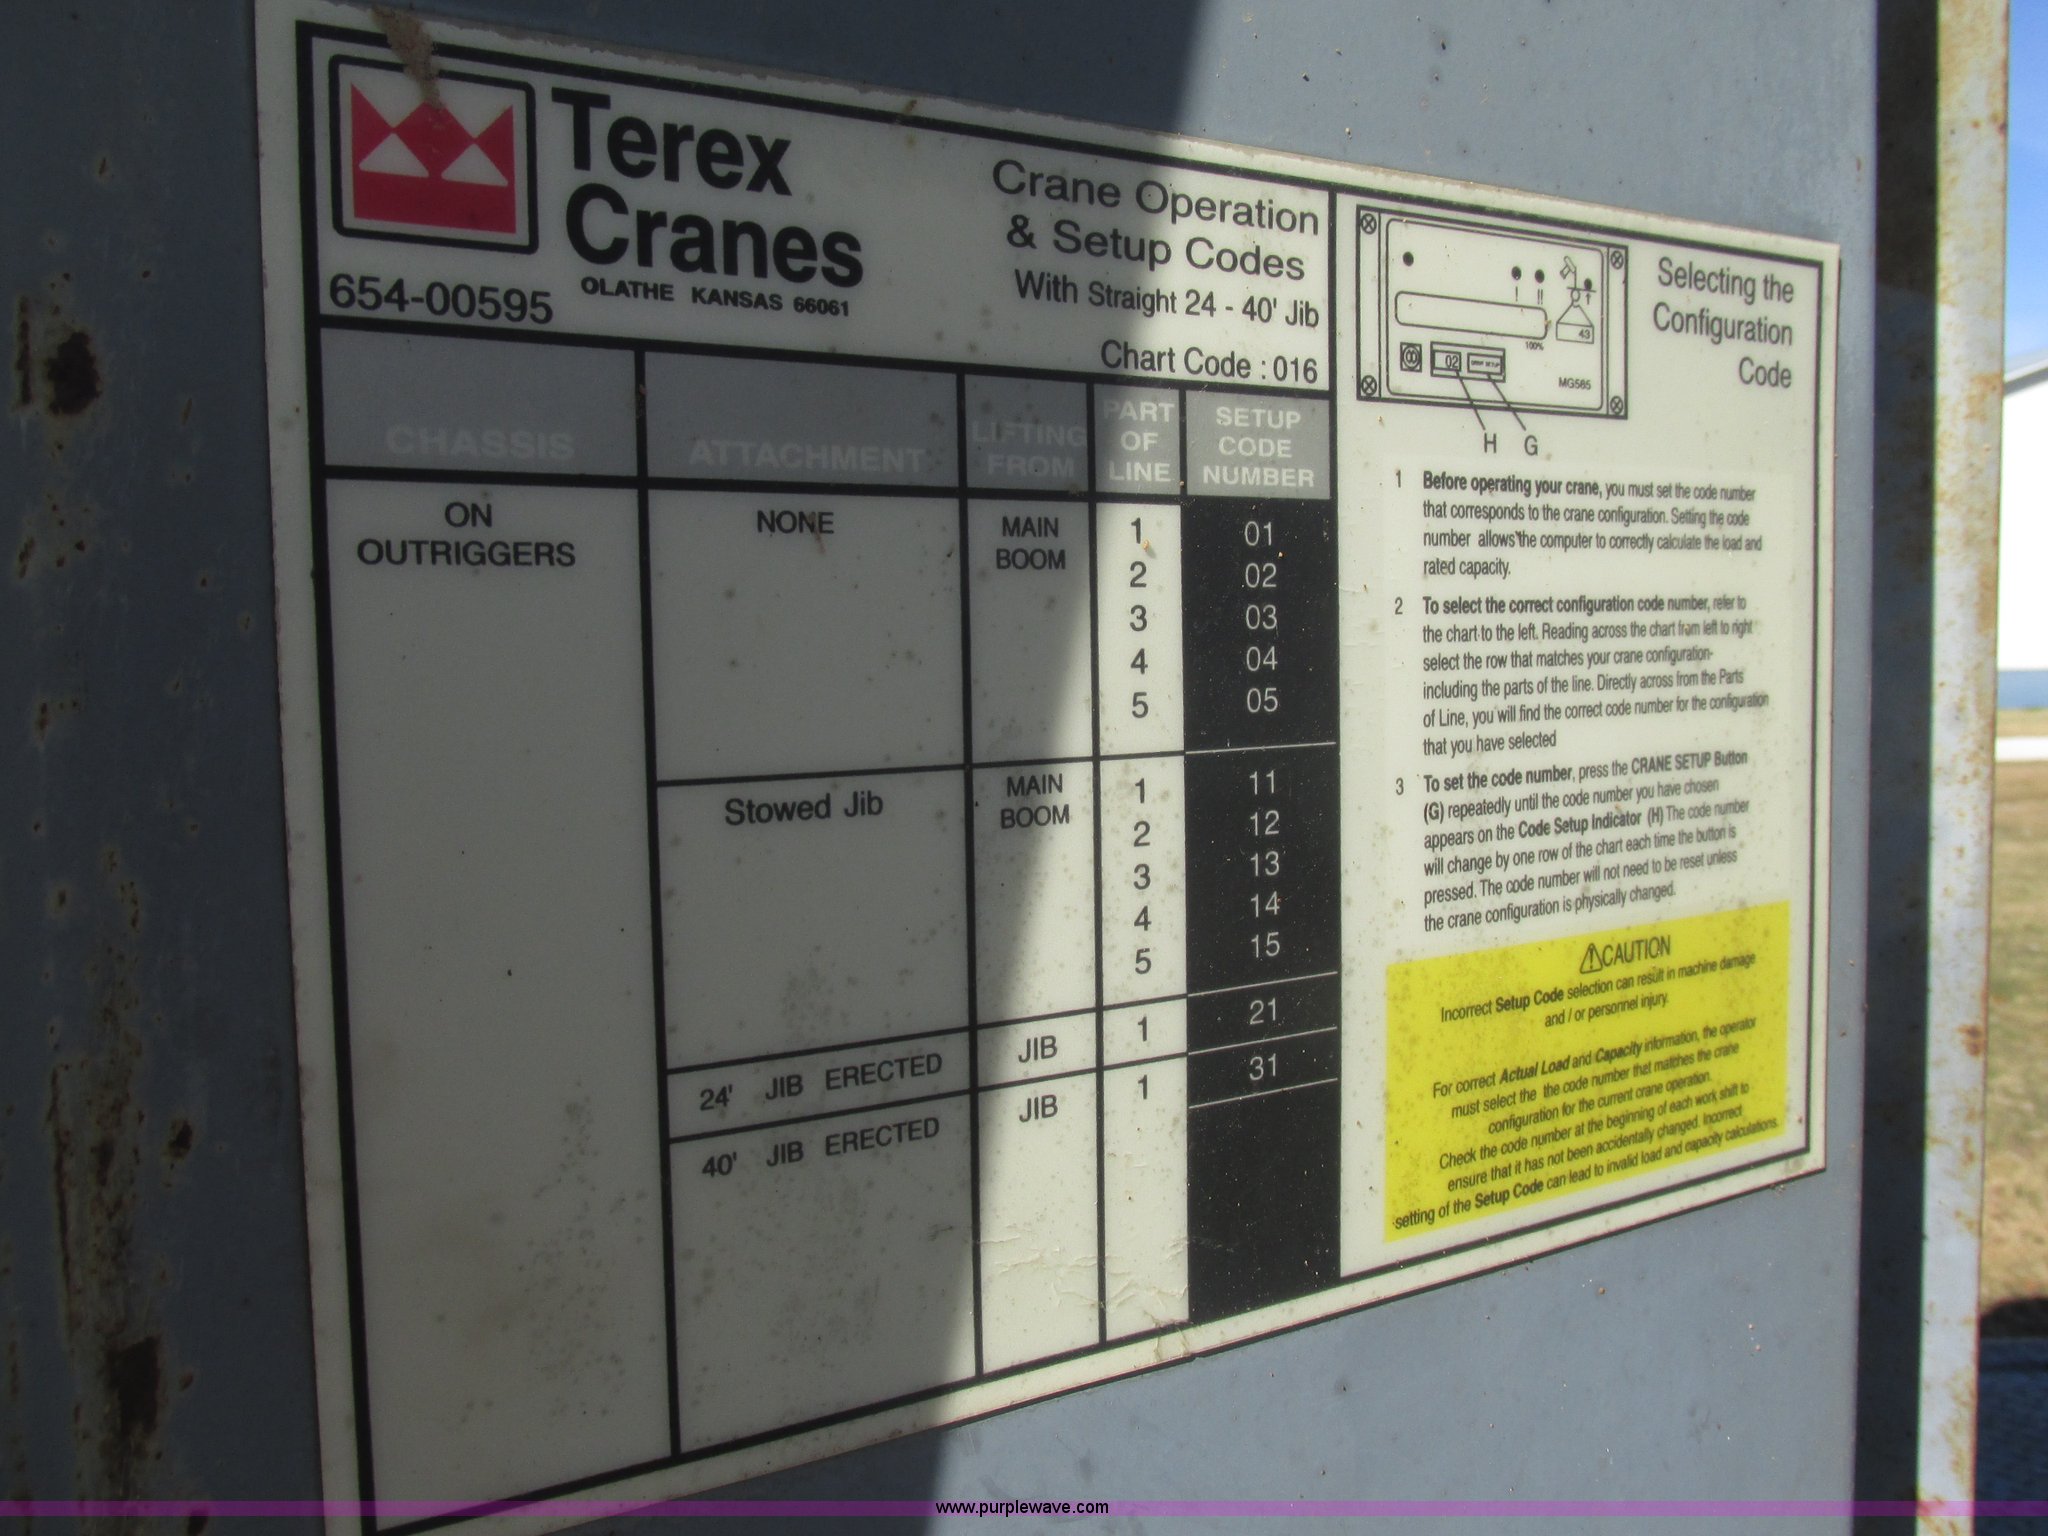 Terex
Cranes
OLATHE KANSAS 66061
654-00595
Crane Operation
& Setup Codes
With Straight 24 - 40' Jib
Chart Code : 016
CHASSIS
ATTACHMENT
LIFTING
FROM
PART
OF
LINE
SETUP
CODE
NUMBER
ON
OUTRIGGERS
NONE
MAIN
BOOM
1 01
2 02
3 03
4 04
5 05
Stowed Jib
MAIN
BOOM
1 11
2 12
3 13
4 14
5 15
24' JIB ERECTED JIB 1 21
40' JIB ERECTED JIB 1 31
Selecting the
Configuration
Code
43
100%
02
MG585
H G
1 Before operating your crane, you must set the code number
that corresponds to the crane configuration. Setting the code
number allows the computer to correctly calculate the load and
rated capacity.
2 To select the correct configuration code number, refer to
the chart to the left. Reading across the chart from left to right
select the row that matches your crane configuration-
including the parts of the line. Directly across from the Parts
of Line, you will find the correct code number for the configuration
that you have selected
3 To set the code number, press the CRANE SETUP Button
(G) repeatedly until the code number you have chosen
appears on the Code Setup Indicator (H) The code number
will change by one row of the chart each time the button is
pressed. The code number will not need to be reset unless
the crane configuration is physically changed.
⚠CAUTION
Incorrect Setup Code selection can result in machine damage
and / or personnel injury.
For correct Actual Load and Capacity information, the operator
must select the the code number that matches the crane
configuration for the current crane operation.
Check the code number at the beginning of each work shift to
ensure that it has not been accidentally changed. Incorrect
setting of the Setup Code can lead to invalid load and capacity calculations.
www.purplewave.com